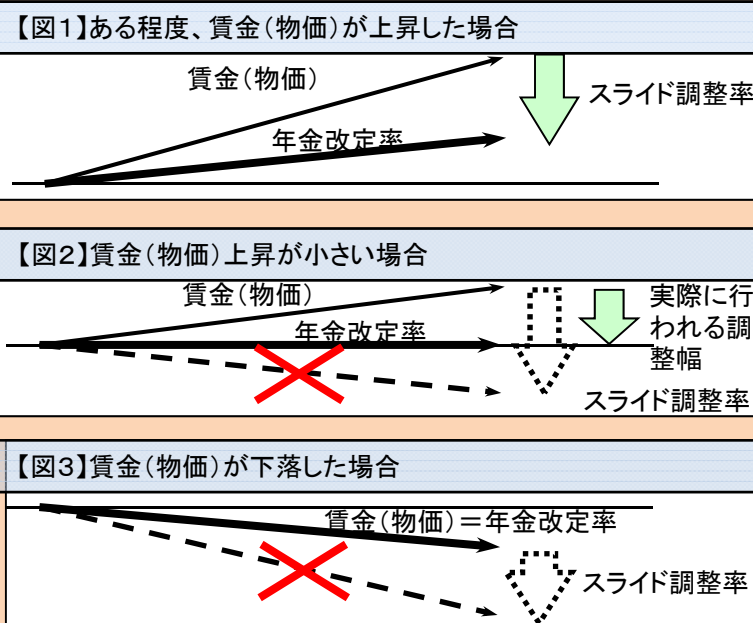 【図1】ある程度、賃金(物価)が上昇した場合
賃金(物価)
スライド調整率
年金改定率
【図2】賃金(物価)上昇が小さい場合
賃金(物価)
年金改定率
実際に行
われる調
整幅
スライド調整率
【図3】賃金(物価)が下落した場合
賃金(物価)=年金改定率
スライド調整率